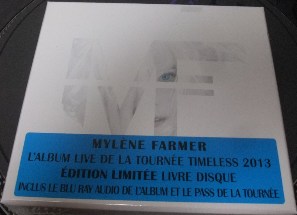 MF
MYLÈNE FARMER
L'ALBUM LIVE DE LA TOURNÉE TIMELESS 2013
ÉDITION LIMITÉE LIVRE DISQUE
INCLUS LE BLU RAY AUDIO DE L'ALBUM ET LE PASS DE LA TOURNÉE